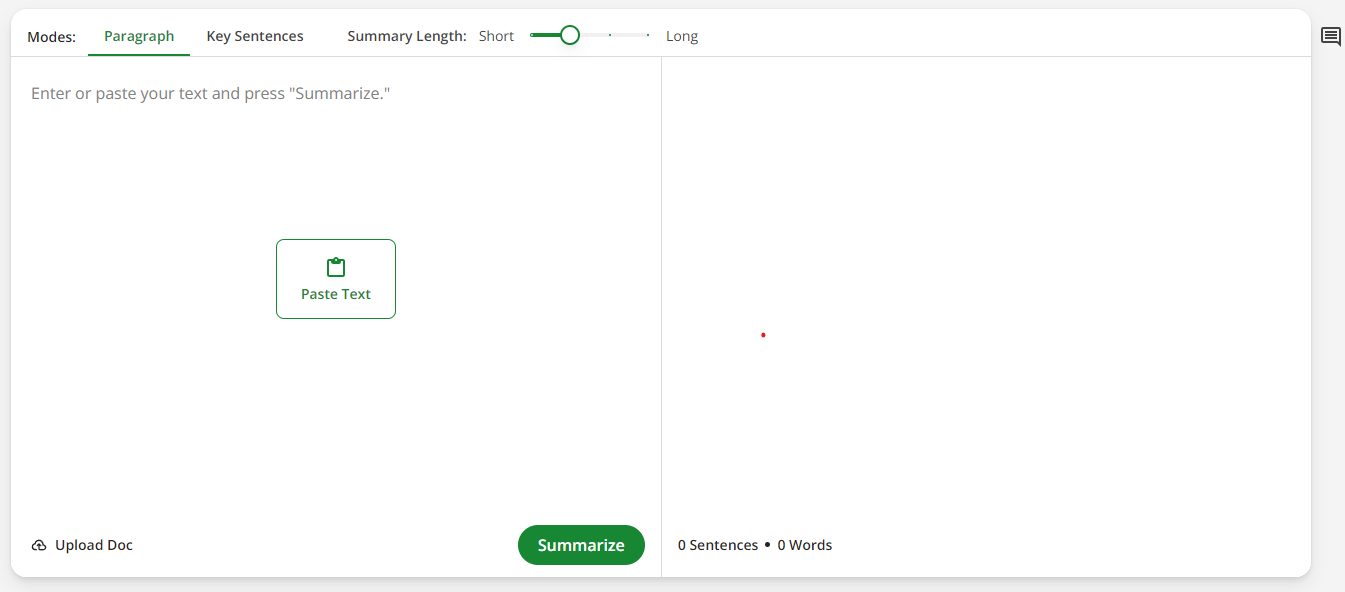 Modes: Paragraph Key Sentences Summary Length: Short Long
Enter or paste your text and press "Summarize."
Paste Text
Upload Doc Summarize 0 Sentences • 0 Words